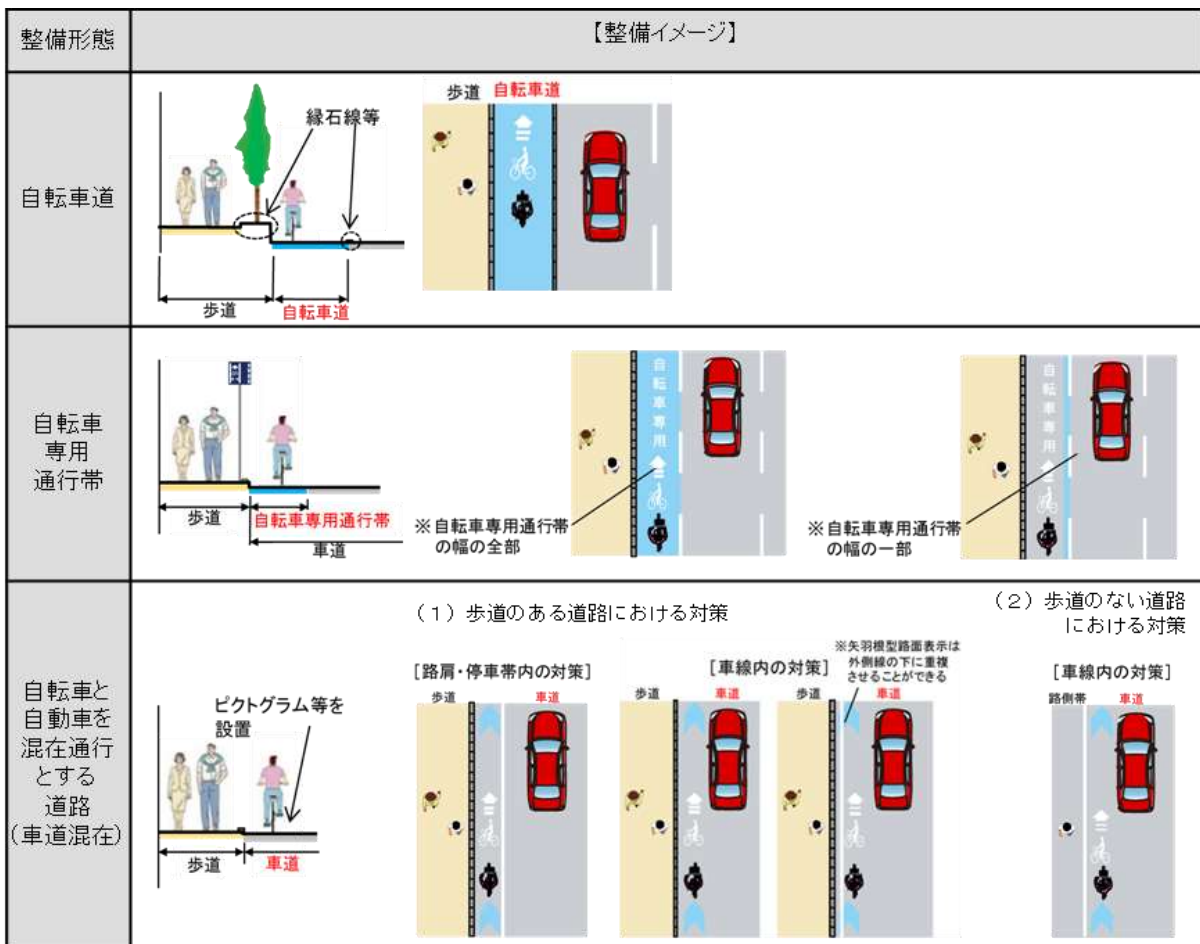 整備形態
【整備イメージ】
自転車道
縁石線等
歩道
自転車道
歩道 自転車道
自転車
専用
通行帯
歩道
自転車専用通行帯
車道
自転車専用
※自転車専用通行帯
の幅の全部
自転車専用
※自転車専用通行帯
の幅の一部
自転車と
自動車を
混在通行
とする
道路
(車道混在)
ピクトグラム等を
設置
歩道
車道
(1)歩道のある道路における対策
[路肩・停車帯内の対策]
歩道 車道
[車線内の対策]
※矢羽根型路面表示は
外側線の下に重複
させることができる
歩道 車道
歩道 車道
(2)歩道のない道路
における対策
[車線内の対策]
路側帯 車道